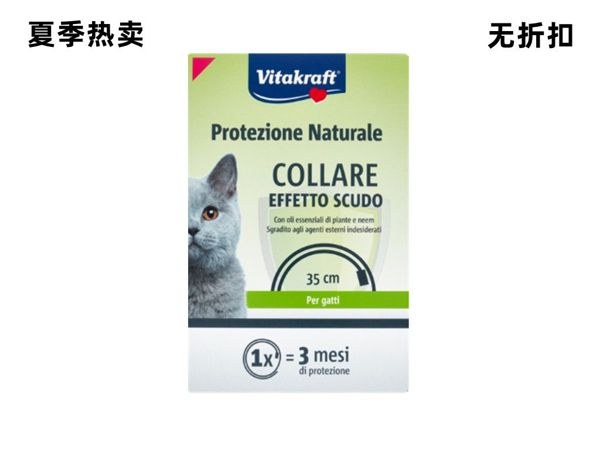 夏季热卖
无折扣
Vitakraft
Protezione Naturale
COLLARE
EFFETTO SCUDO
Con oli essenziali di piante e neem
Sgradito agli agenti esterni indesiderati
35 cm
Per gatti
1x = 3 mesi
di protezione